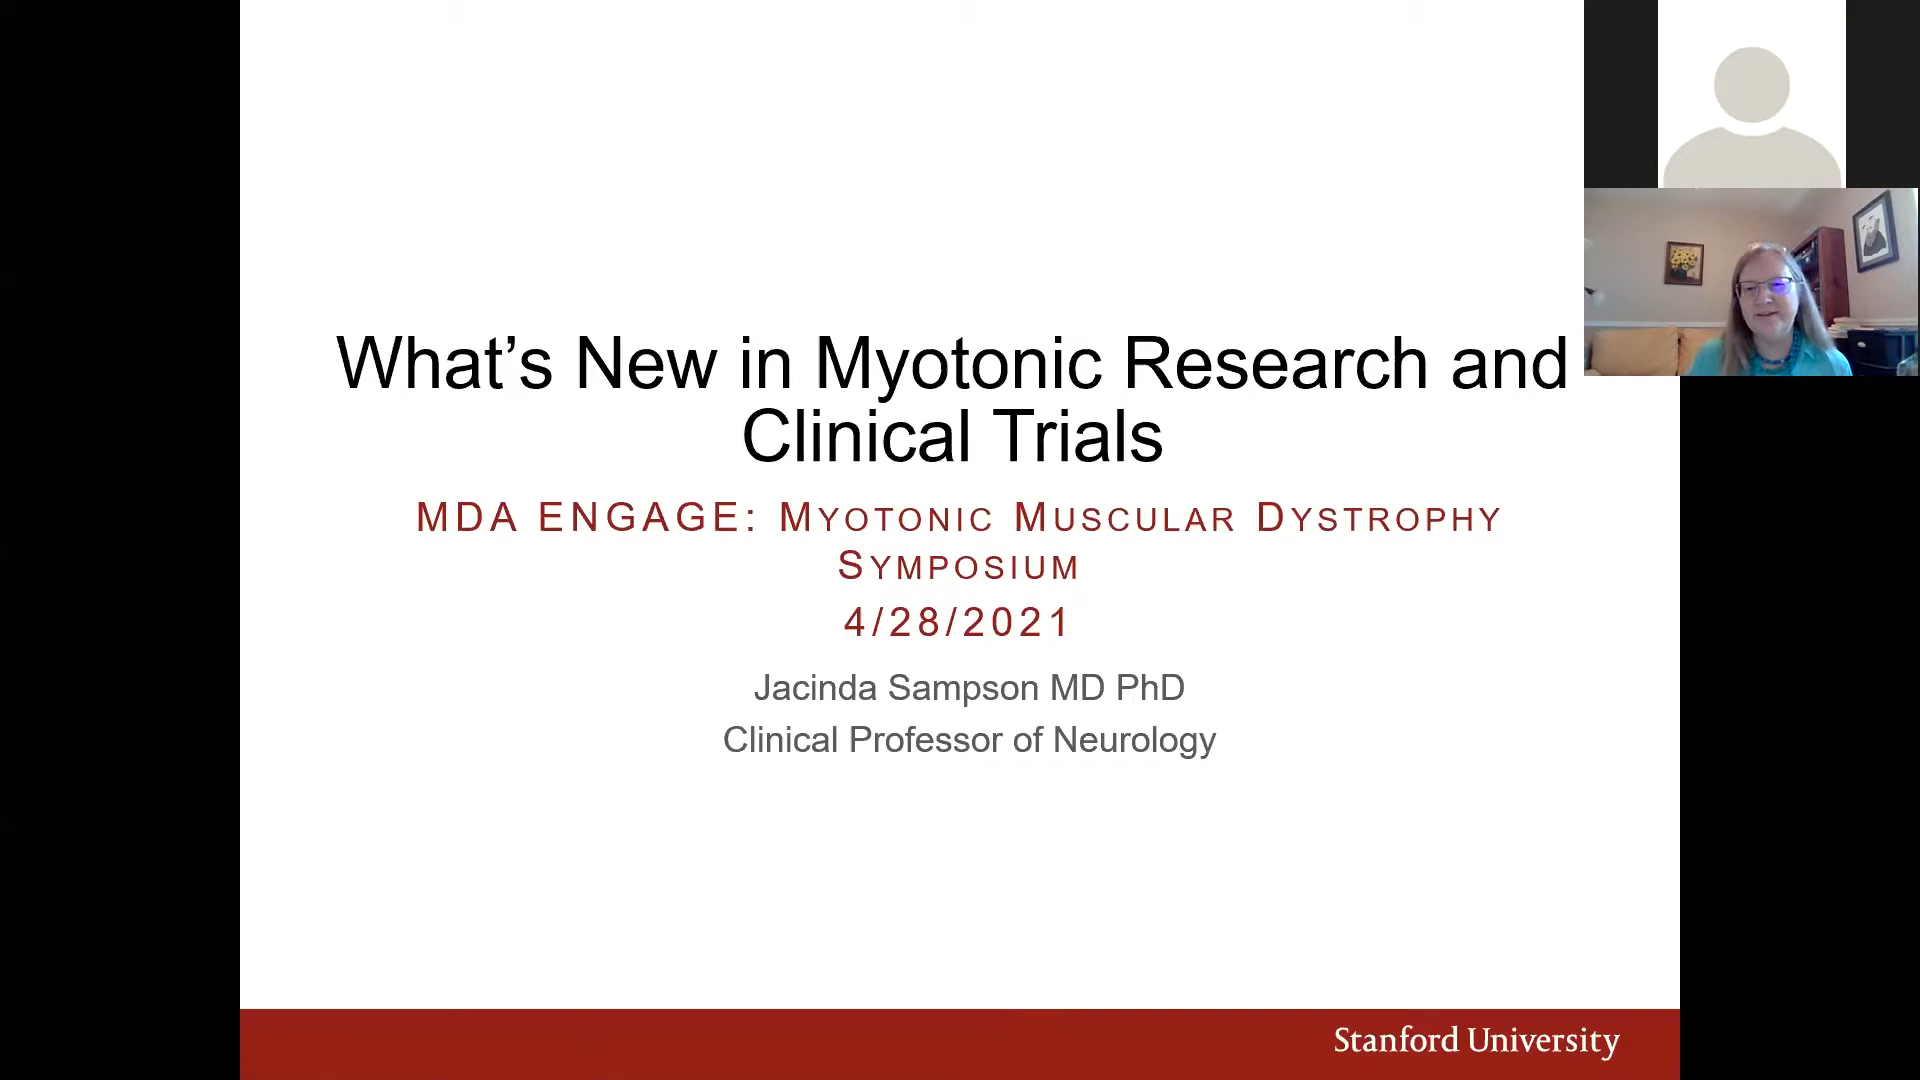 What’s New in Myotonic Research and
Clinical Trials
MDA ENGAGE: MYOTONIC MUSCULAR DYSTROPHY
SYMPOSIUM
4/28/2021
Jacinda Sampson MD PhD
Clinical Professor of Neurology
Stanford University